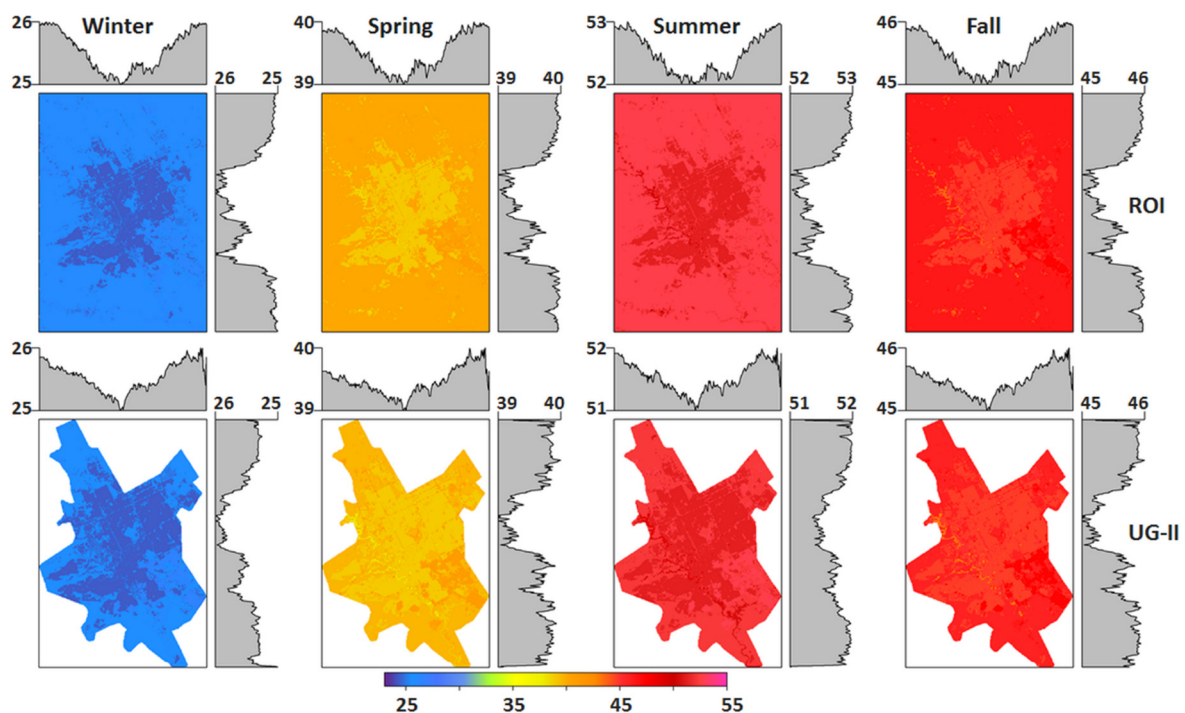 26 Winter 40 Spring 53 Summer 46 Fall
25 26 25 39 39 40 52 52 53 45 45 46
ROI
26 40 52 46
25 26 25 39 39 40 51 51 52 45 45 46
UG-II
25 35 45 55